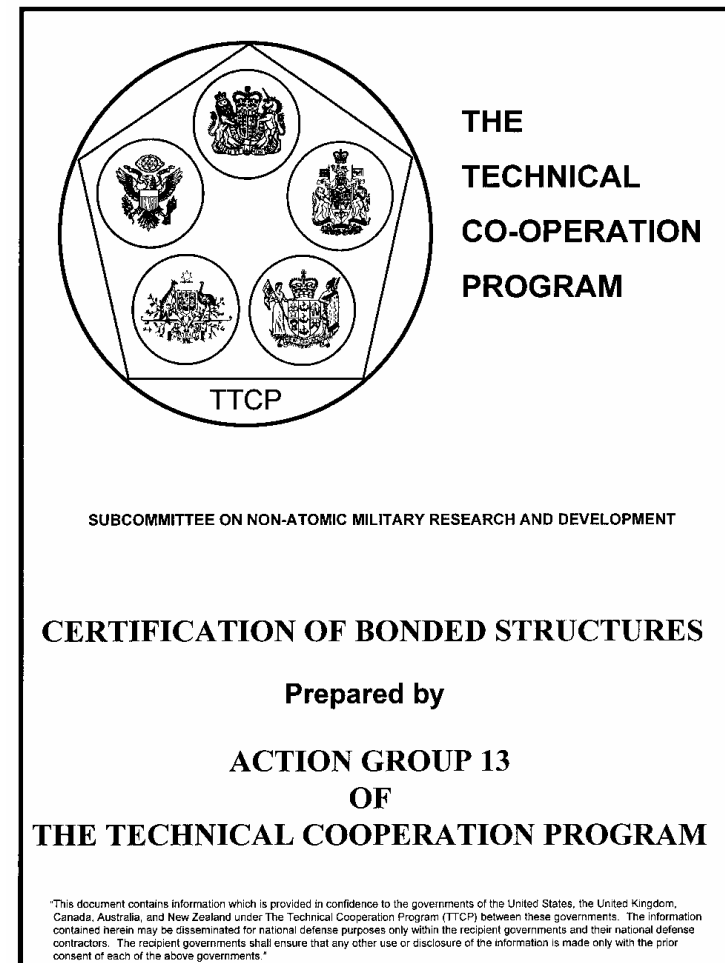 THE
TECHNICAL
CO-OPERATION
PROGRAM
TTCP
SUBCOMMITTEE ON NON-ATOMIC MILITARY RESEARCH AND DEVELOPMENT
CERTIFICATION OF BONDED STRUCTURES
Prepared by
ACTION GROUP 13
OF
THE TECHNICAL COOPERATION PROGRAM
"This document contains information which is provided in confidence to the governments of the United States, the United Kingdom,
Canada, Australia, and New Zealand under The Technical Cooperation Program (TTCP) between these governments. The information
contained herein may be disseminated for national defense purposes only within the recipient governments and their national defense
contractors. The recipient governments shall ensure that any other use or disclosure of the information is made only with the prior
consent of each of the above governments."